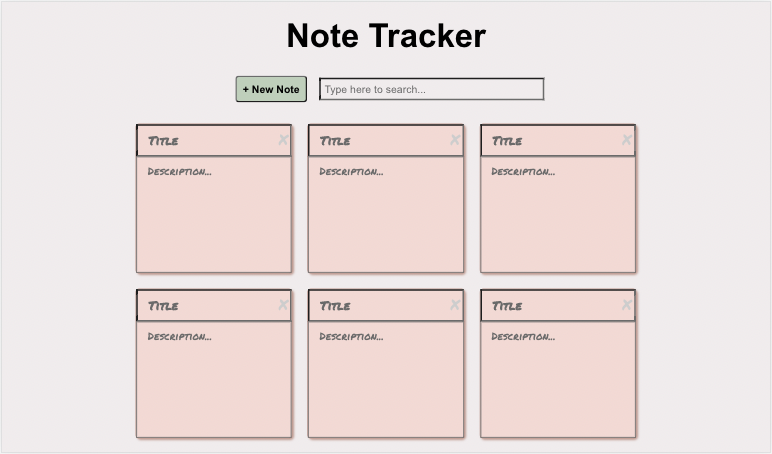 Note Tracker
+ New Note
Type here to search...
Title X Title X Title X
Description... Description... Description...
Title X Title X Title X
Description... Description... Description...